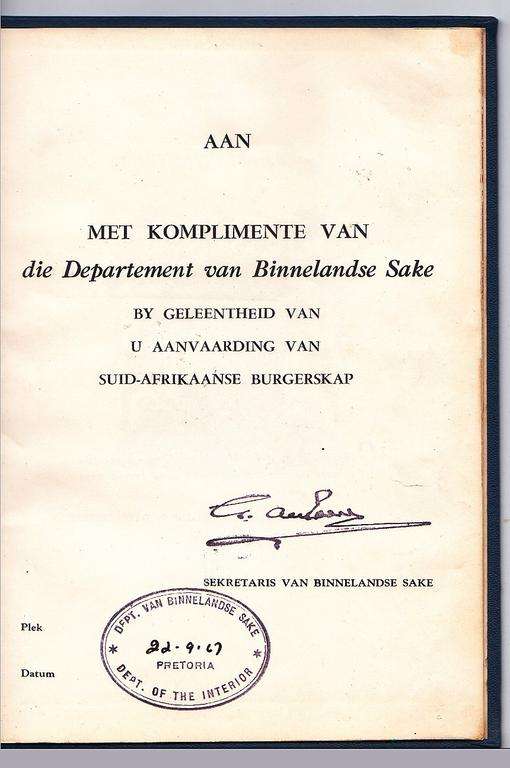 AAN
MET KOMPLIMENTE VAN
die Departement van Binnelandse Sake
BY GELEENTHEID VAN
U AANVAARDING VAN
SUID-AFRIKAANSE BURGERSKAP
SEKRETARIS VAN BINNELANDSE SAKE
Plek
Datum
DEPT. VAN BINNELANDSE SAKE
22-9-67
PRETORIA
DEPT. OF THE INTERIOR